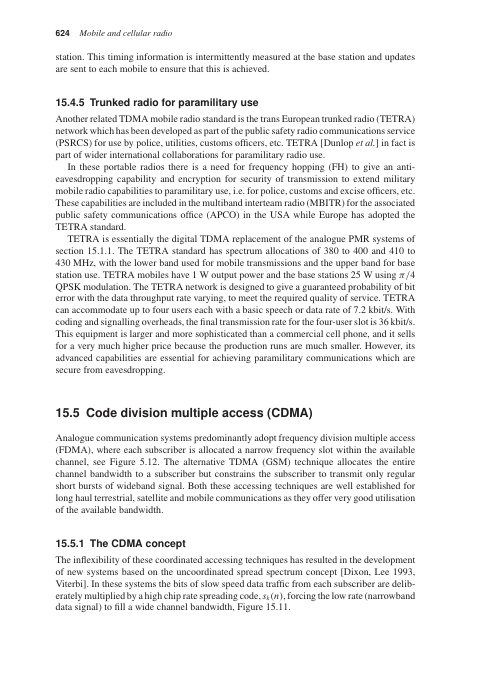 624 Mobile and cellular radio
station. This timing information is intermittently measured at the base station and updates
are sent to each mobile to ensure that this is achieved.
15.4.5 Trunked radio for paramilitary use
Another related TDMA mobile radio standard is the trans European trunked radio (TETRA)
network which has been developed as part of the public safety radio communications service
(PSRCS) for use by police, utilities, customs officers, etc. TETRA [Dunlop et al.] in fact is
part of wider international collaborations for paramilitary radio use.
In these portable radios there is a need for frequency hopping (FH) to give an anti-
eavesdropping capability and encryption for security of transmission to extend military
mobile radio capabilities to paramilitary use, i.e. for police, customs and excise officers, etc.
These capabilities are included in the multiband interteam radio (MBITR) for the associated
public safety communications office (APCO) in the USA while Europe has adopted the
TETRA standard.
TETRA is essentially the digital TDMA replacement of the analogue PMR systems of
section 15.1.1. The TETRA standard has spectrum allocations of 380 to 400 and 410 to
430 MHz, with the lower band used for mobile transmissions and the upper band for base
station use. TETRA mobiles have 1 W output power and the base stations 25 W using π/4
QPSK modulation. The TETRA network is designed to give a guaranteed probability of bit
error with the data throughput rate varying, to meet the required quality of service. TETRA
can accommodate up to four users each with a basic speech or data rate of 7.2 kbit/s. With
coding and signalling overheads, the final transmission rate for the four-user slot is 36 kbit/s.
This equipment is larger and more sophisticated than a commercial cell phone, and it sells
for a very much higher price because the production runs are much smaller. However, its
advanced capabilities are essential for achieving paramilitary communications which are
secure from eavesdropping.
15.5 Code division multiple access (CDMA)
Analogue communication systems predominantly adopt frequency division multiple access
(FDMA), where each subscriber is allocated a narrow frequency slot within the available
channel, see Figure 5.12. The alternative TDMA (GSM) technique allocates the entire
channel bandwidth to a subscriber but constrains the subscriber to transmit only regular
short bursts of wideband signal. Both these accessing techniques are well established for
long haul terrestrial, satellite and mobile communications as they offer very good utilisation
of the available bandwidth.
15.5.1 The CDMA concept
The inflexibility of these coordinated accessing techniques has resulted in the development
of new systems based on the uncoordinated spread spectrum concept [Dixon, Lee 1993,
Viterbi]. In these systems the bits of slow speed data traffic from each subscriber are delib-
erately multiplied by a high chip rate spreading code, sₖ(n), forcing the low rate (narrowband
data signal) to fill a wide channel bandwidth, Figure 15.11.